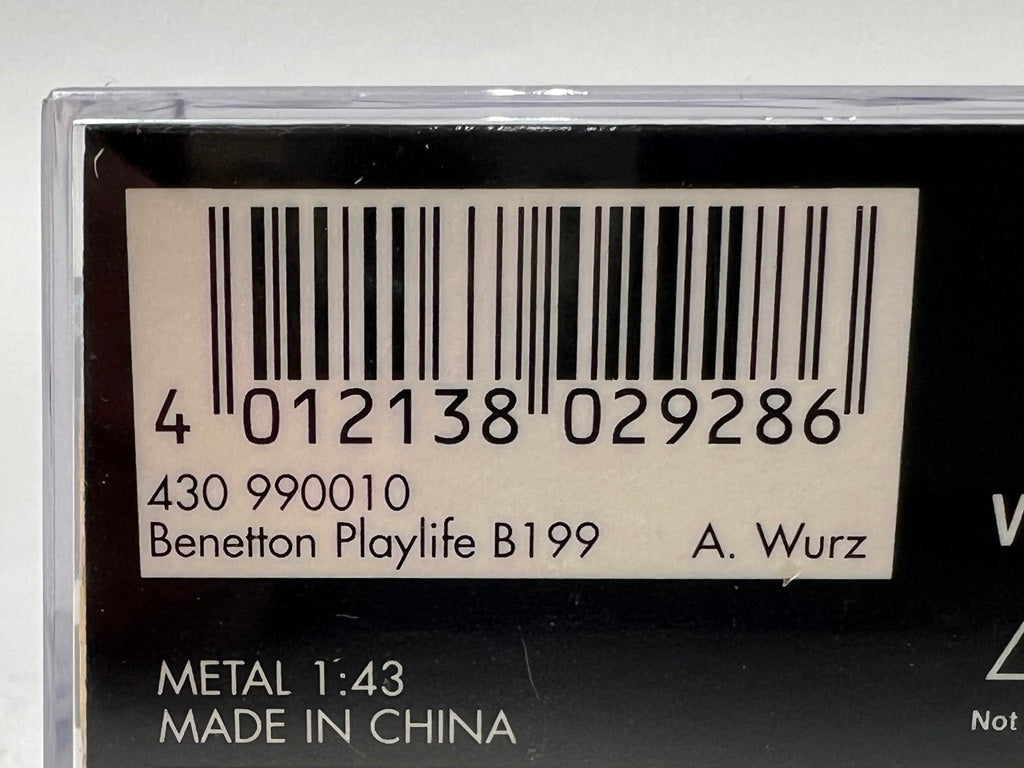 4 012138 029286
430 990010
Benetton Playlife B199 A. Wurz
METAL 1:43
MADE IN CHINA
Not